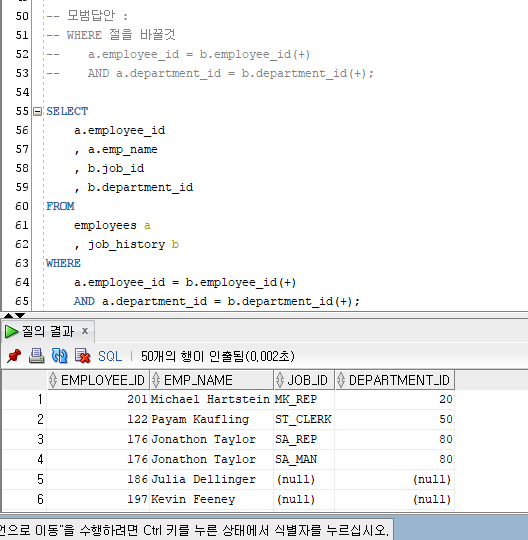 50 -- 모범답안 :
51 -- WHERE 절을 바꿀것
52 -- a.employee_id = b.employee_id(+)
53 -- AND a.department_id = b.department_id(+);
54
55 SELECT
56 a.employee_id
57 , a.emp_name
58 , b.job_id
59 , b.department_id
60 FROM
61 employees a
62 , job_history b
63 WHERE
64 a.employee_id = b.employee_id(+)
65 AND a.department_id = b.department_id(+);
질의 결과 x
SQL | 50개의 행이 인출됨(0,002초)
EMPLOYEE_ID EMP_NAME JOB_ID DEPARTMENT_ID
1 201 Michael Hartstein MK_REP 20
2 122 Payam Kaufling ST_CLERK 50
3 176 Jonathon Taylor SA_REP 80
4 176 Jonathon Taylor SA_MAN 80
5 186 Julia Dellinger (null) (null)
6 197 Kevin Feeney (null) (null)
언으로 이동"을 수행하려면 Ctrl 키를 누른 상태에서 식별자를 누르십시오,